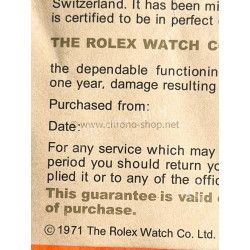 Switzerland. It has been mi
is certified to be in perfect
THE ROLEX WATCH C
the dependable functionin
one year, damage resulting
Purchased from:
www.chrono-shop.net
Date:
For any service which may
period you should return yo
plied it or to any of the offic
This guarantee is valid
of purchase.
© 1971 The Rolex Watch Co. Ltd.